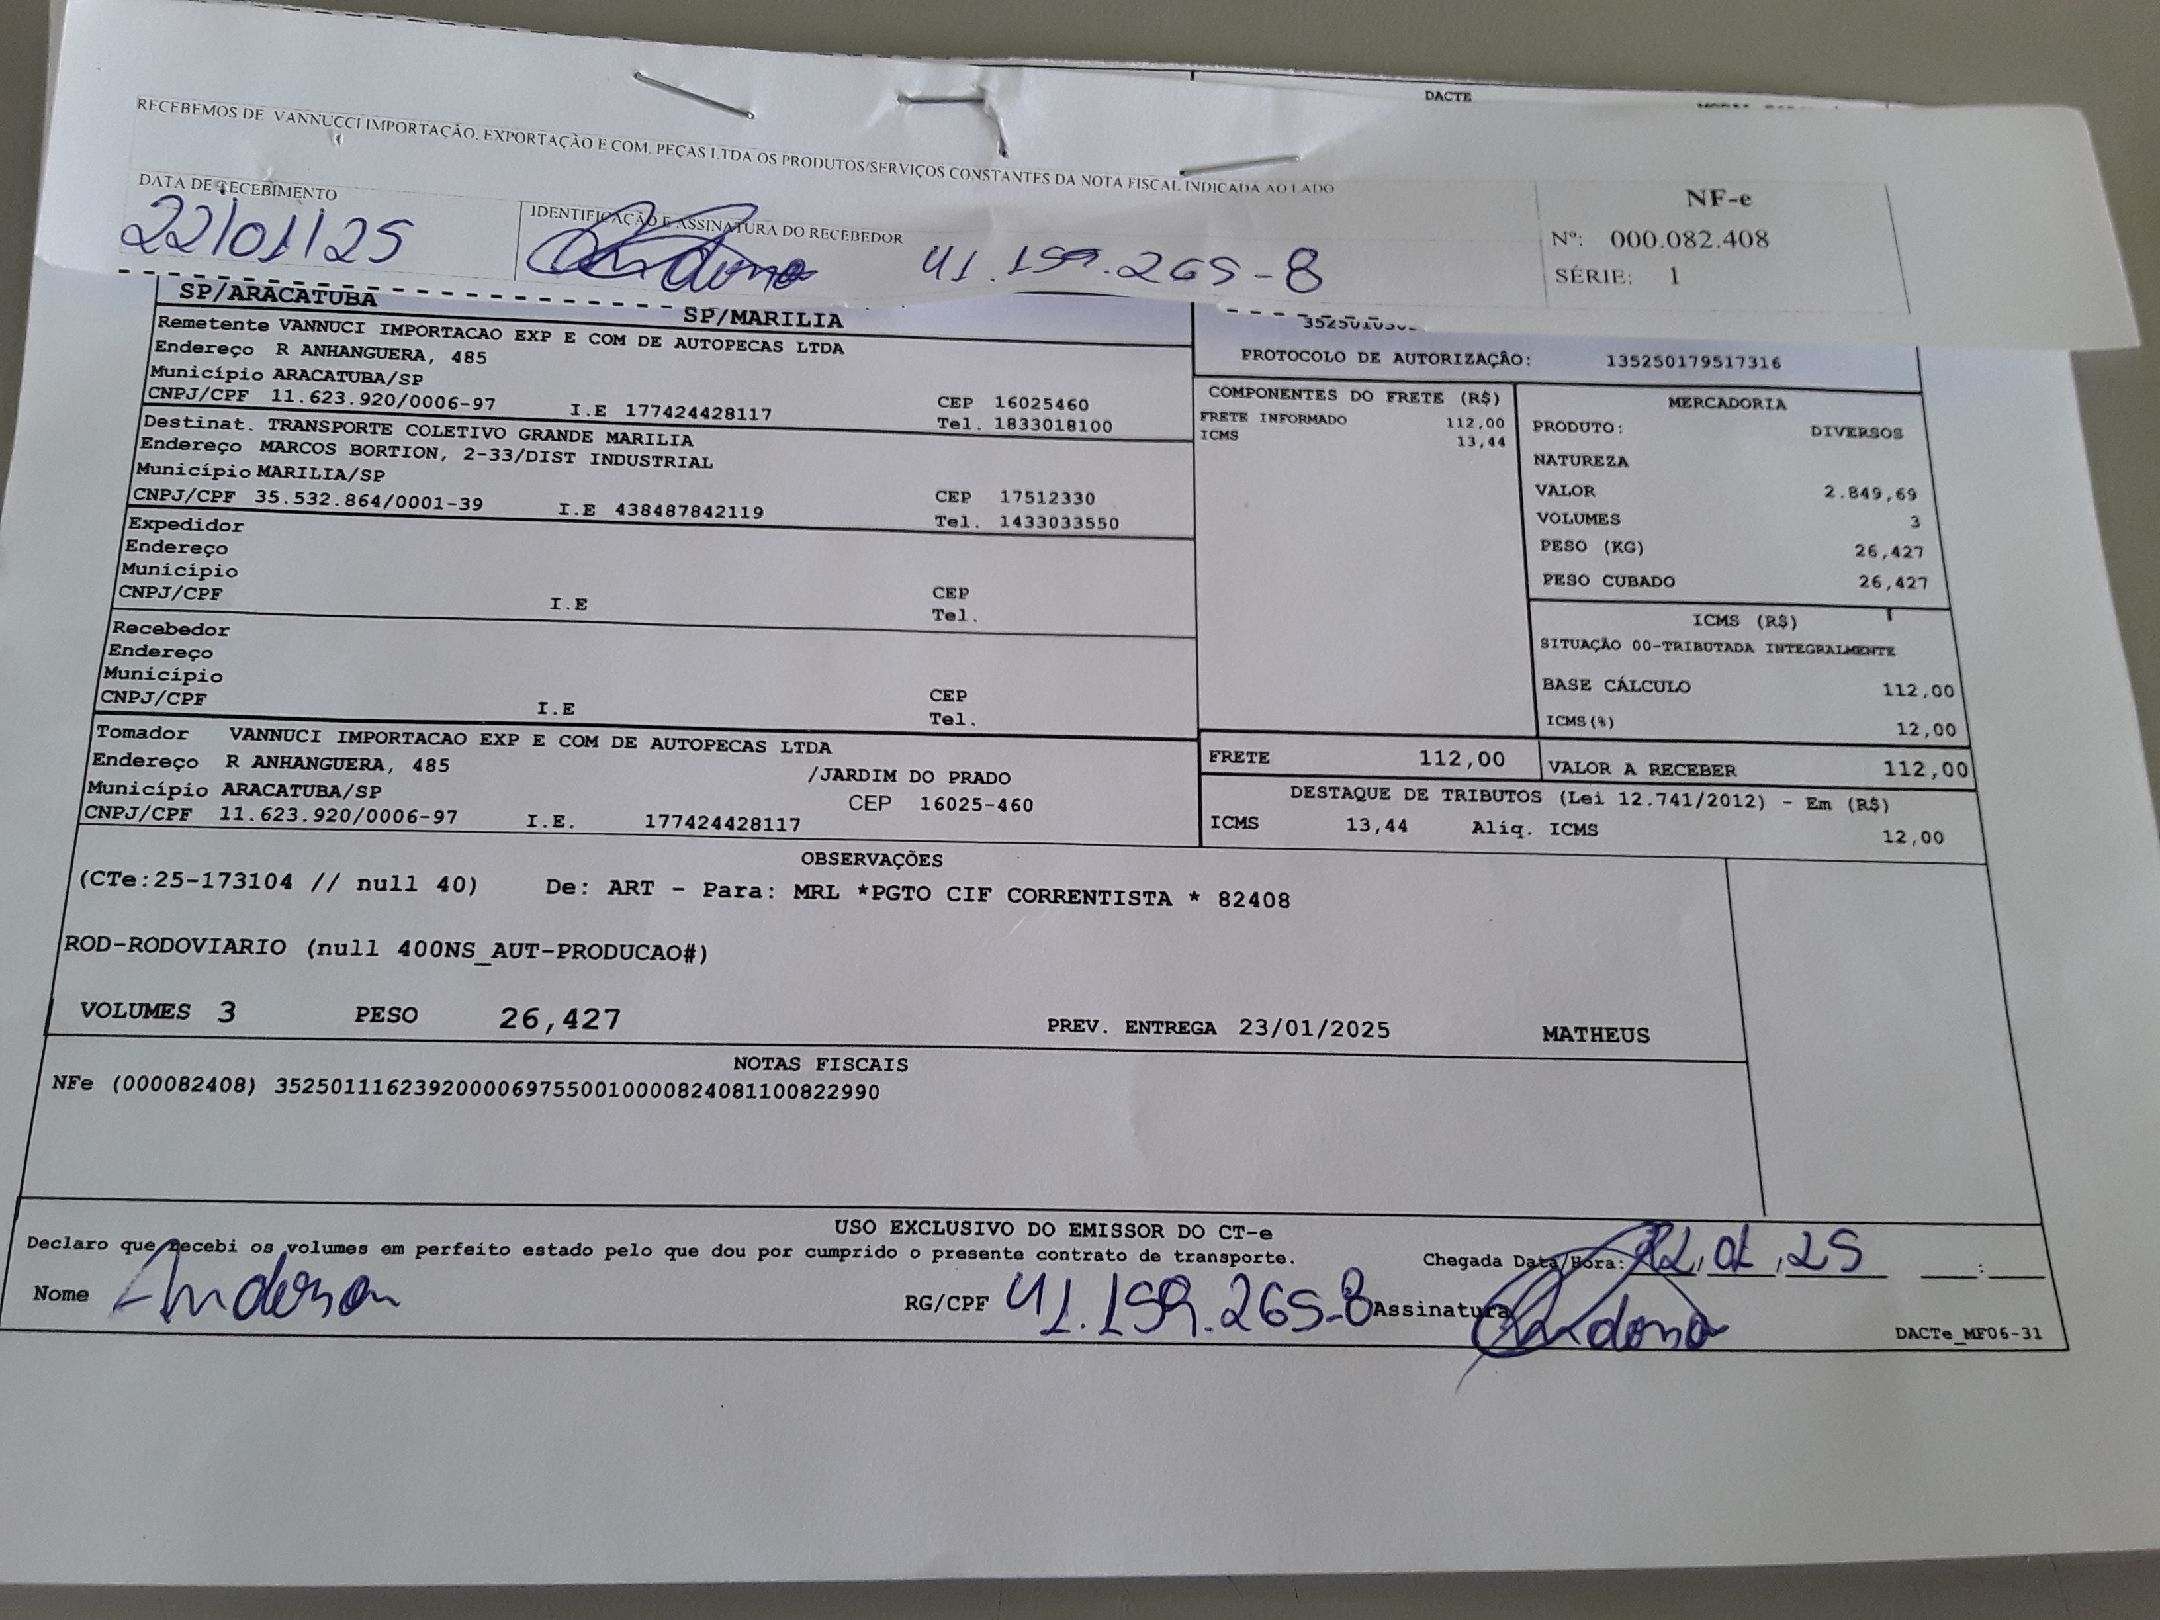 DACTE
RECEBEMOS DE VANNUCCI IMPORTAÇÃO, EXPORTAÇÃO E COM. PEÇAS LTDA OS PRODUTOS/SERVIÇOS CONSTANTES DA NOTA FISCAL INDICADA AO LADO
DATA DE RECEBIMENTO
22/01/25
IDENTIFICAÇÃO E ASSINATURA DO RECEBEDOR
41.159.265-8
NF-e
Nº: 000.082.408
SÉRIE: 1
SP/ARACATUBA SP/MARILIA
Remetente VANNUCI IMPORTACAO EXP E COM DE AUTOPECAS LTDA
Endereço R ANHANGUERA, 485
Município ARACATUBA/SP
CEP 16025460
CNPJ/CPF 11.623.920/0006-97 I.E 177424428117 Tel. 1833018100
Destinat. TRANSPORTE COLETIVO GRANDE MARILIA
Endereço MARCOS BORTION, 2-33/DIST INDUSTRIAL
Município MARILIA/SP
CEP 17512330
CNPJ/CPF 35.532.864/0001-39 I.E 438487842119 Tel. 1433033550
Expedidor
Endereço
Município
CEP
CNPJ/CPF I.E Tel.
Recebedor
Endereço
Município
CEP
CNPJ/CPF I.E Tel.
Tomador VANNUCI IMPORTACAO EXP E COM DE AUTOPECAS LTDA
Endereço R ANHANGUERA, 485 /JARDIM DO PRADO
Município ARACATUBA/SP CEP 16025-460
CNPJ/CPF 11.623.920/0006-97 I.E. 177424428117
PROTOCOLO DE AUTORIZAÇÃO: 135250179517316
COMPONENTES DO FRETE (R$)
FRETE INFORMADO 112,00
ICMS 13,44
MERCADORIA
PRODUTO: DIVERSOS
NATUREZA
VALOR 2.849,69
VOLUMES 3
PESO (KG) 26,427
PESO CUBADO 26,427
ICMS (R$)
SITUAÇÃO 00-TRIBUTADA INTEGRALMENTE
BASE CÁLCULO 112,00
ICMS(%) 12,00
FRETE 112,00 VALOR A RECEBER 112,00
DESTAQUE DE TRIBUTOS (Lei 12.741/2012) - Em (R$)
ICMS 13,44 Aliq. ICMS 12,00
OBSERVAÇÕES
(CTe:25-173104 // null 40) De: ART - Para: MRL *PGTO CIF CORRENTISTA * 82408
ROD-RODOVIARIO (null 400NS_AUT-PRODUCAO#)
VOLUMES 3 PESO 26,427 PREV. ENTREGA 23/01/2025 MATHEUS
NOTAS FISCAIS
NFe (000082408) 35250111623920000697550010000824081100822990
USO EXCLUSIVO DO EMISSOR DO CT-e
Declaro que recebi os volumes em perfeito estado pelo que dou por cumprido o presente contrato de transporte. Chegada Data/Hora: 22,01,25 :
Nome Anderson RG/CPF 41.159.265-8 Assinatura
DACTe_MF06-31